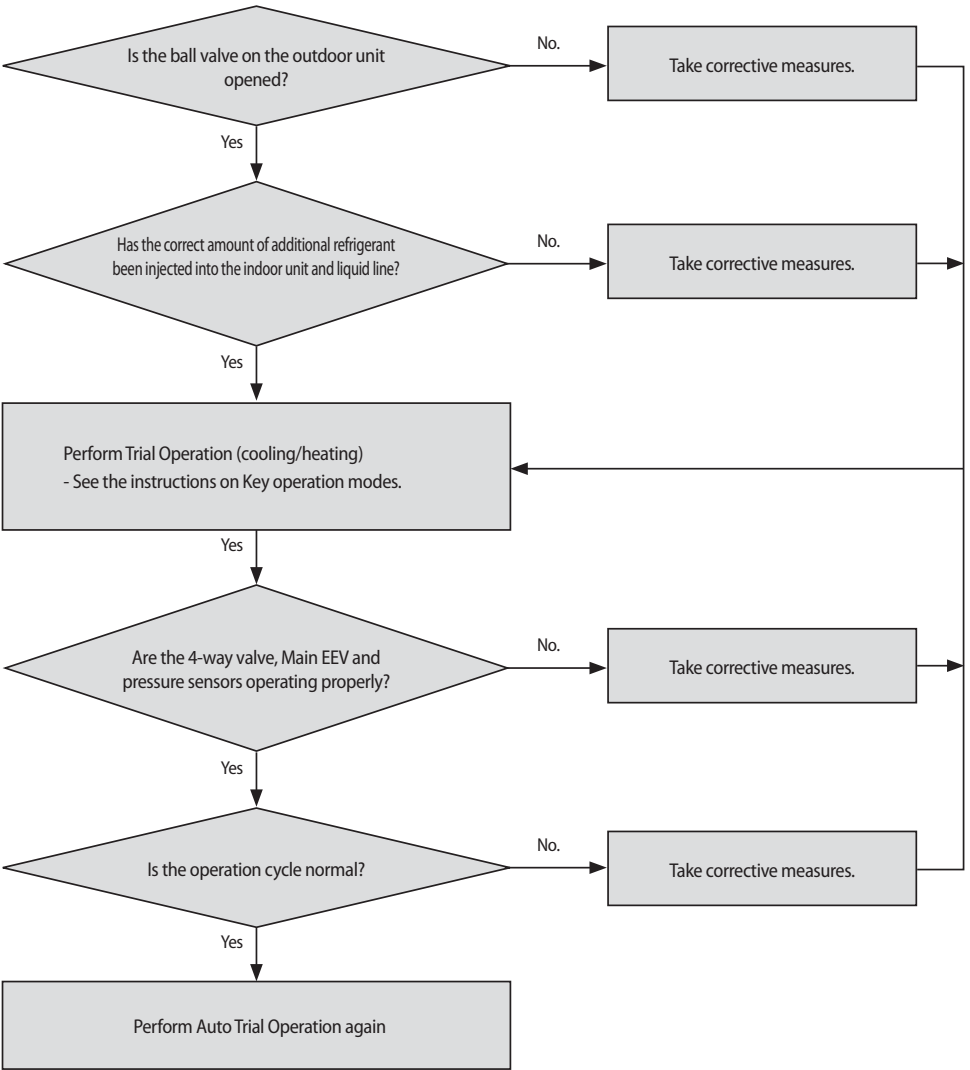 Is the ball valve on the outdoor unit
opened?
No.
Take corrective measures.
Yes
Has the correct amount of additional refrigerant
been injected into the indoor unit and liquid line?
No.
Take corrective measures.
Yes
Perform Trial Operation (cooling/heating)
- See the instructions on Key operation modes.
Yes
Are the 4-way valve, Main EEV and
pressure sensors operating properly?
No.
Take corrective measures.
Yes
Is the operation cycle normal?
No.
Take corrective measures.
Yes
Perform Auto Trial Operation again